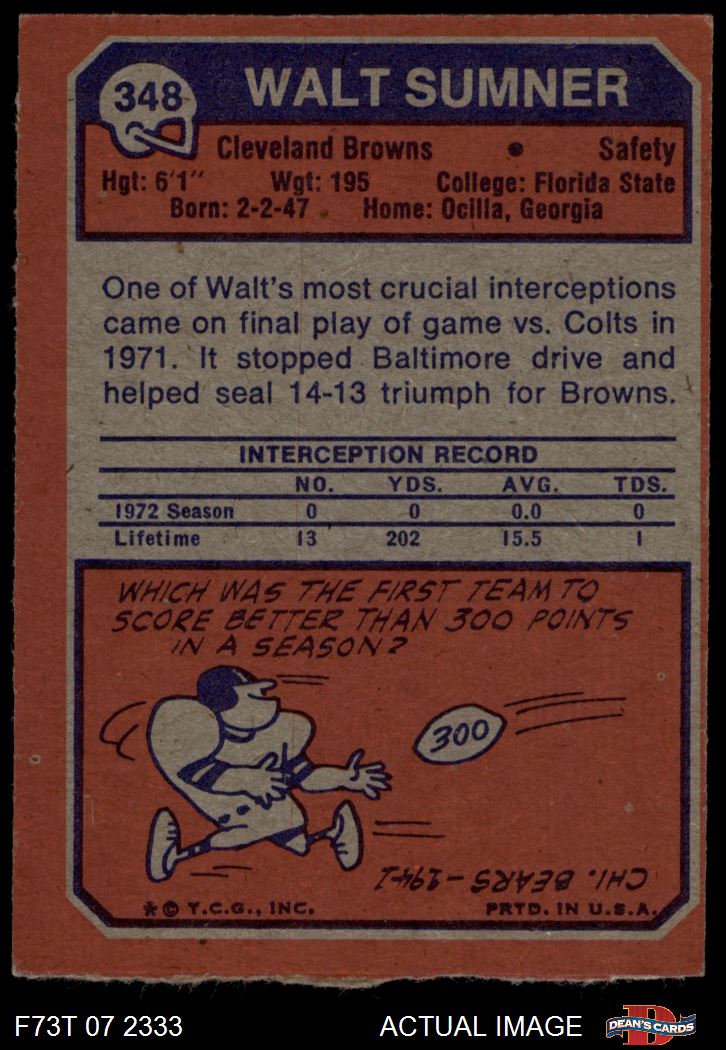 348
WALT SUMNER
Cleveland Browns • Safety
Hgt: 6'1" Wgt: 195 College: Florida State
Born: 2-2-47 Home: Ocilla, Georgia
One of Walt's most crucial interceptions
came on final play of game vs. Colts in
1971. It stopped Baltimore drive and
helped seal 14-13 triumph for Browns.
INTERCEPTION RECORD
NO. YDS. AVG. TDS.
1972 Season 0 0 0.0 0
Lifetime 13 202 15.5 1
WHICH WAS THE FIRST TEAM TO
SCORE BETTER THAN 300 POINTS
IN A SEASON?
300
CHI. BEARS-1941
*© T.C.G., INC. PRTD. IN U.S.A.
F73T 07 2333 ACTUAL IMAGE
D
DEAN'S CARDS